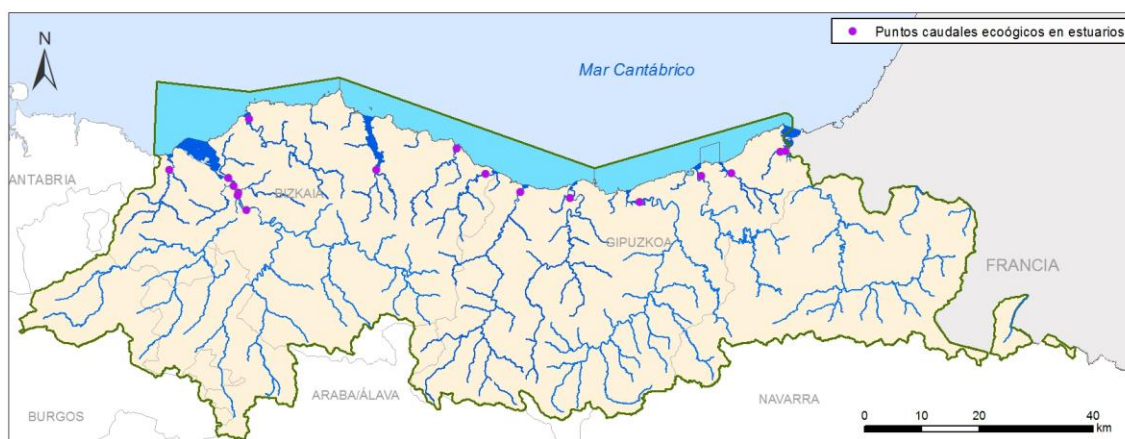 Puntos caudales ecoógicos en estuarios
N
Mar Cantábrico
ANTABRIA
BIZKAIA
GIPUZKOA
FRANCIA
ARABA/ÁLAVA
NAVARRA
BURGOS
0 10 20 40
km